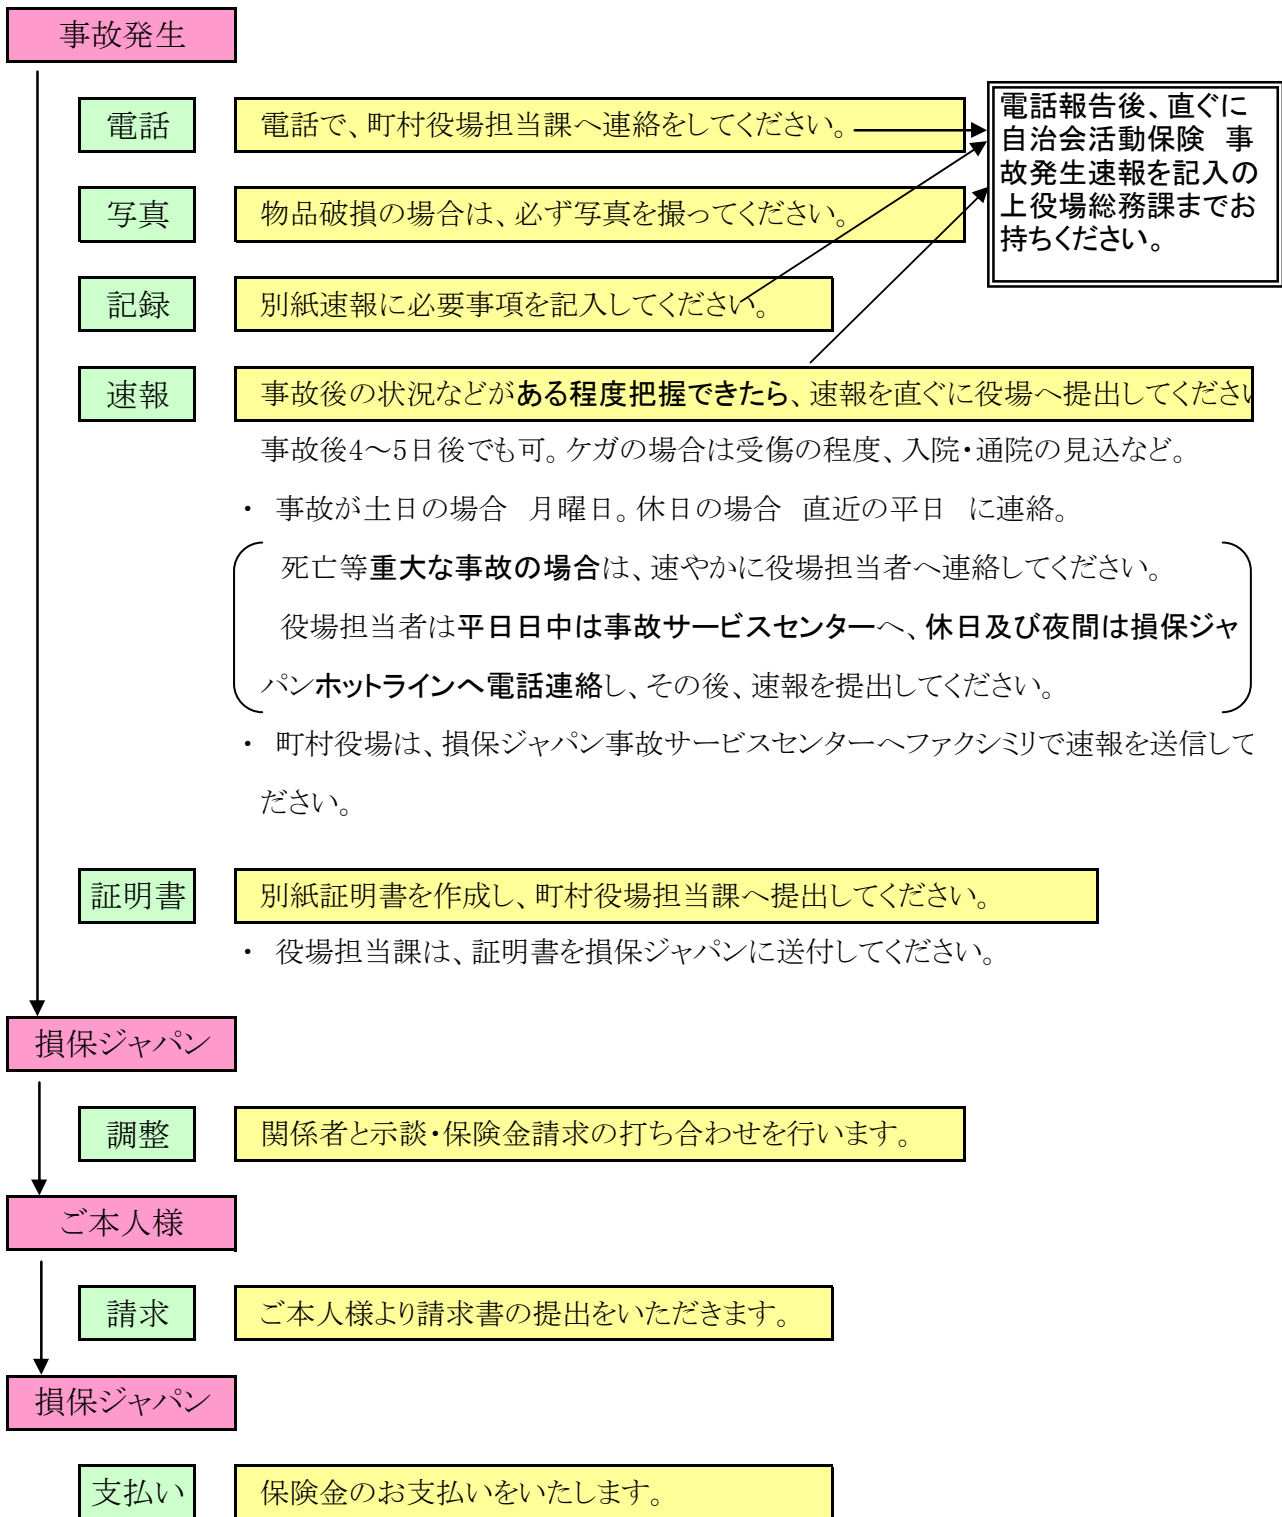 事故発生
電話
電話で、町村役場担当課へ連絡をしてください。
電話報告後、直ぐに
自治会活動保険 事
故発生速報を記入の
上役場総務課までお
持ちください。
写真
物品破損の場合は、必ず写真を撮ってください。
記録
別紙速報に必要事項を記入してください。
速報
事故後の状況などがある程度把握できたら、速報を直ぐに役場へ提出してくださ
事故後4～5日後でも可。ケガの場合は受傷の程度、入院・通院の見込など。
・ 事故が土日の場合 月曜日。休日の場合 直近の平日 に連絡。
死亡等重大な事故の場合は、速やかに役場担当者へ連絡してください。
役場担当者は平日日中は事故サービスセンターへ、休日及び夜間は損保ジャ
パンホットラインへ電話連絡し、その後、速報を提出してください。
・ 町村役場は、損保ジャパン事故サービスセンターへファクシミリで速報を送信して
ださい。
証明書
別紙証明書を作成し、町村役場担当課へ提出してください。
・ 役場担当課は、証明書を損保ジャパンに送付してください。
損保ジャパン
調整
関係者と示談・保険金請求の打ち合わせを行います。
ご本人様
請求
ご本人様より請求書の提出をいただきます。
損保ジャパン
支払い
保険金のお支払いをいたします。